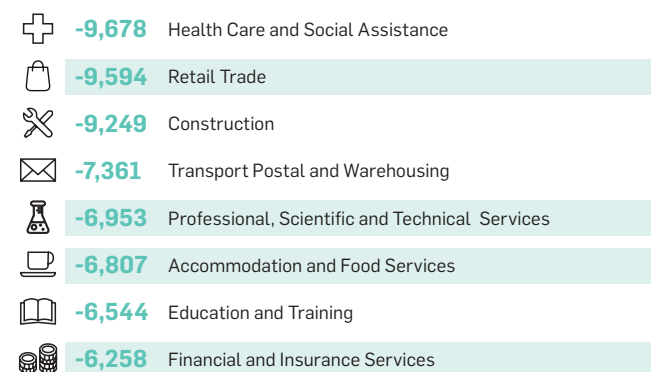 -9,678 Health Care and Social Assistance
-9,594 Retail Trade
-9,249 Construction
-7,361 Transport Postal and Warehousing
-6,953 Professional, Scientific and Technical Services
-6,807 Accommodation and Food Services
-6,544 Education and Training
-6,258 Financial and Insurance Services